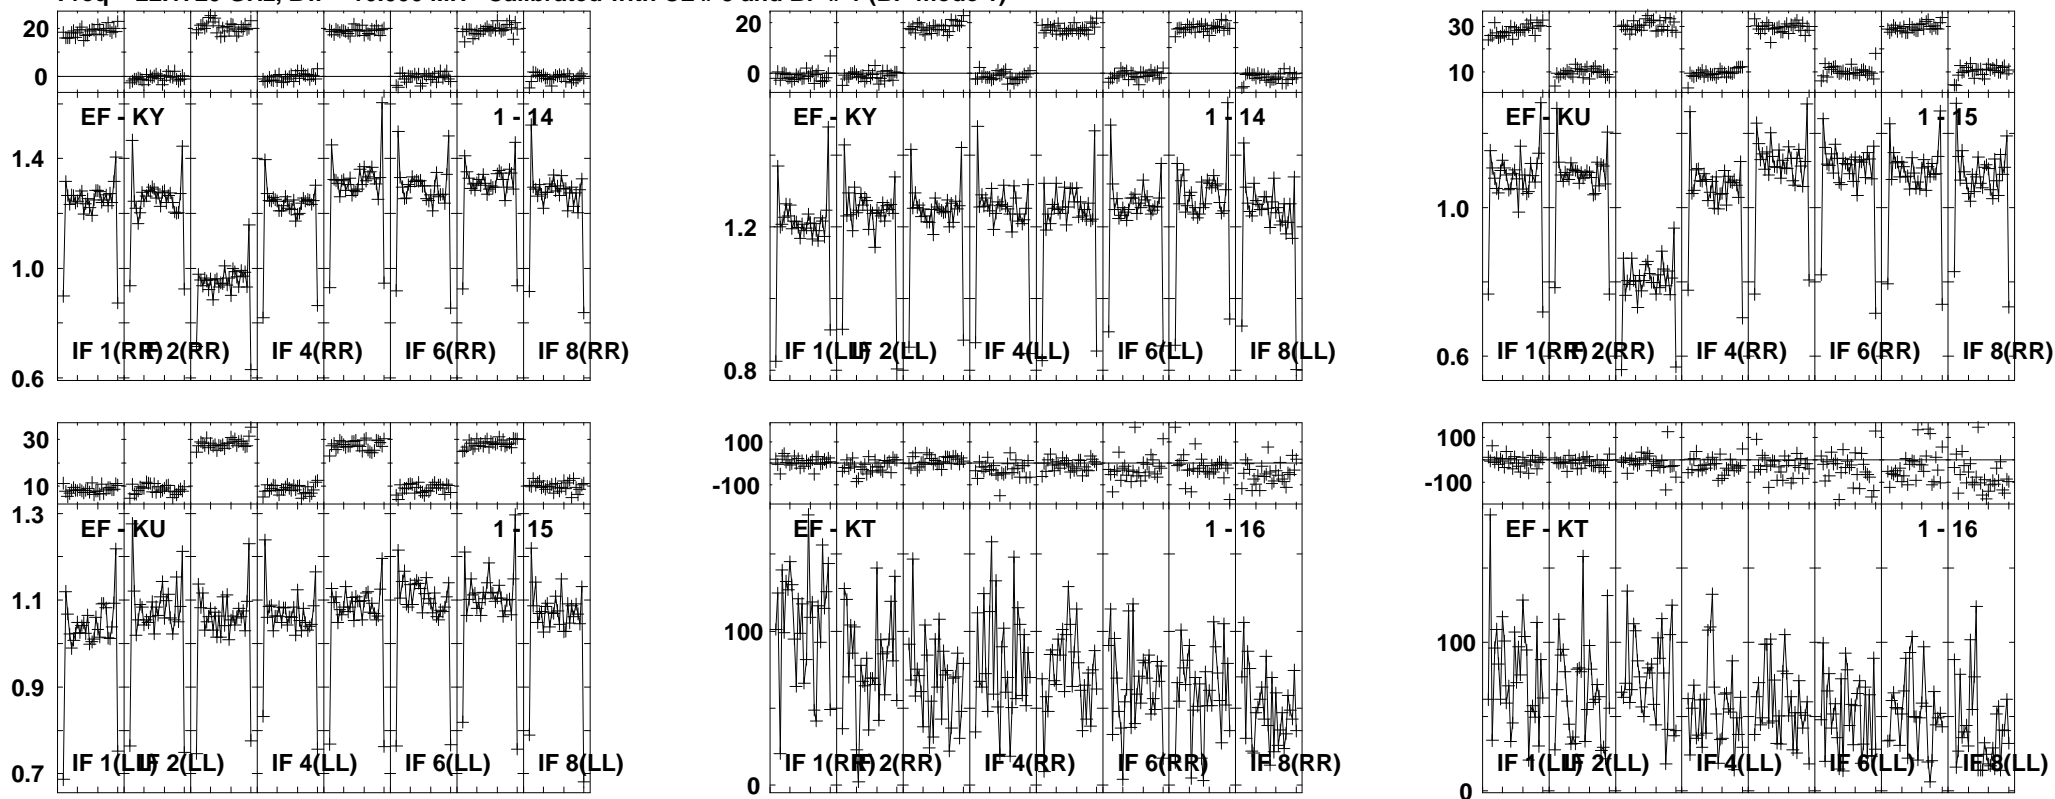 20
0
EF - KY
1 - 14
1.4
1.0
0.6
IF 1(RR)
IF 2(RR)
IF 4(RR)
IF 6(RR)
IF 8(RR)
20
0
EF - KY
1 - 14
1.2
0.8
IF 1(LL)
IF 2(LL)
IF 4(LL)
IF 6(LL)
IF 8(LL)
30
10
EF - KU
1 - 15
1.0
0.6
IF 1(RR)
IF 2(RR)
IF 4(RR)
IF 6(RR)
IF 8(RR)
30
10
1.3
EF - KU
1 - 15
1.1
0.9
0.7
IF 1(LL)
IF 2(LL)
IF 4(LL)
IF 6(LL)
IF 8(LL)
100
-100
EF - KT
1 - 16
100
0
IF 1(RR)
IF 2(RR)
IF 4(RR)
IF 6(RR)
IF 8(RR)
100
-100
EF - KT
1 - 16
100
0
IF 1(LL)
IF 2(LL)
IF 4(LL)
IF 6(LL)
IF 8(LL)